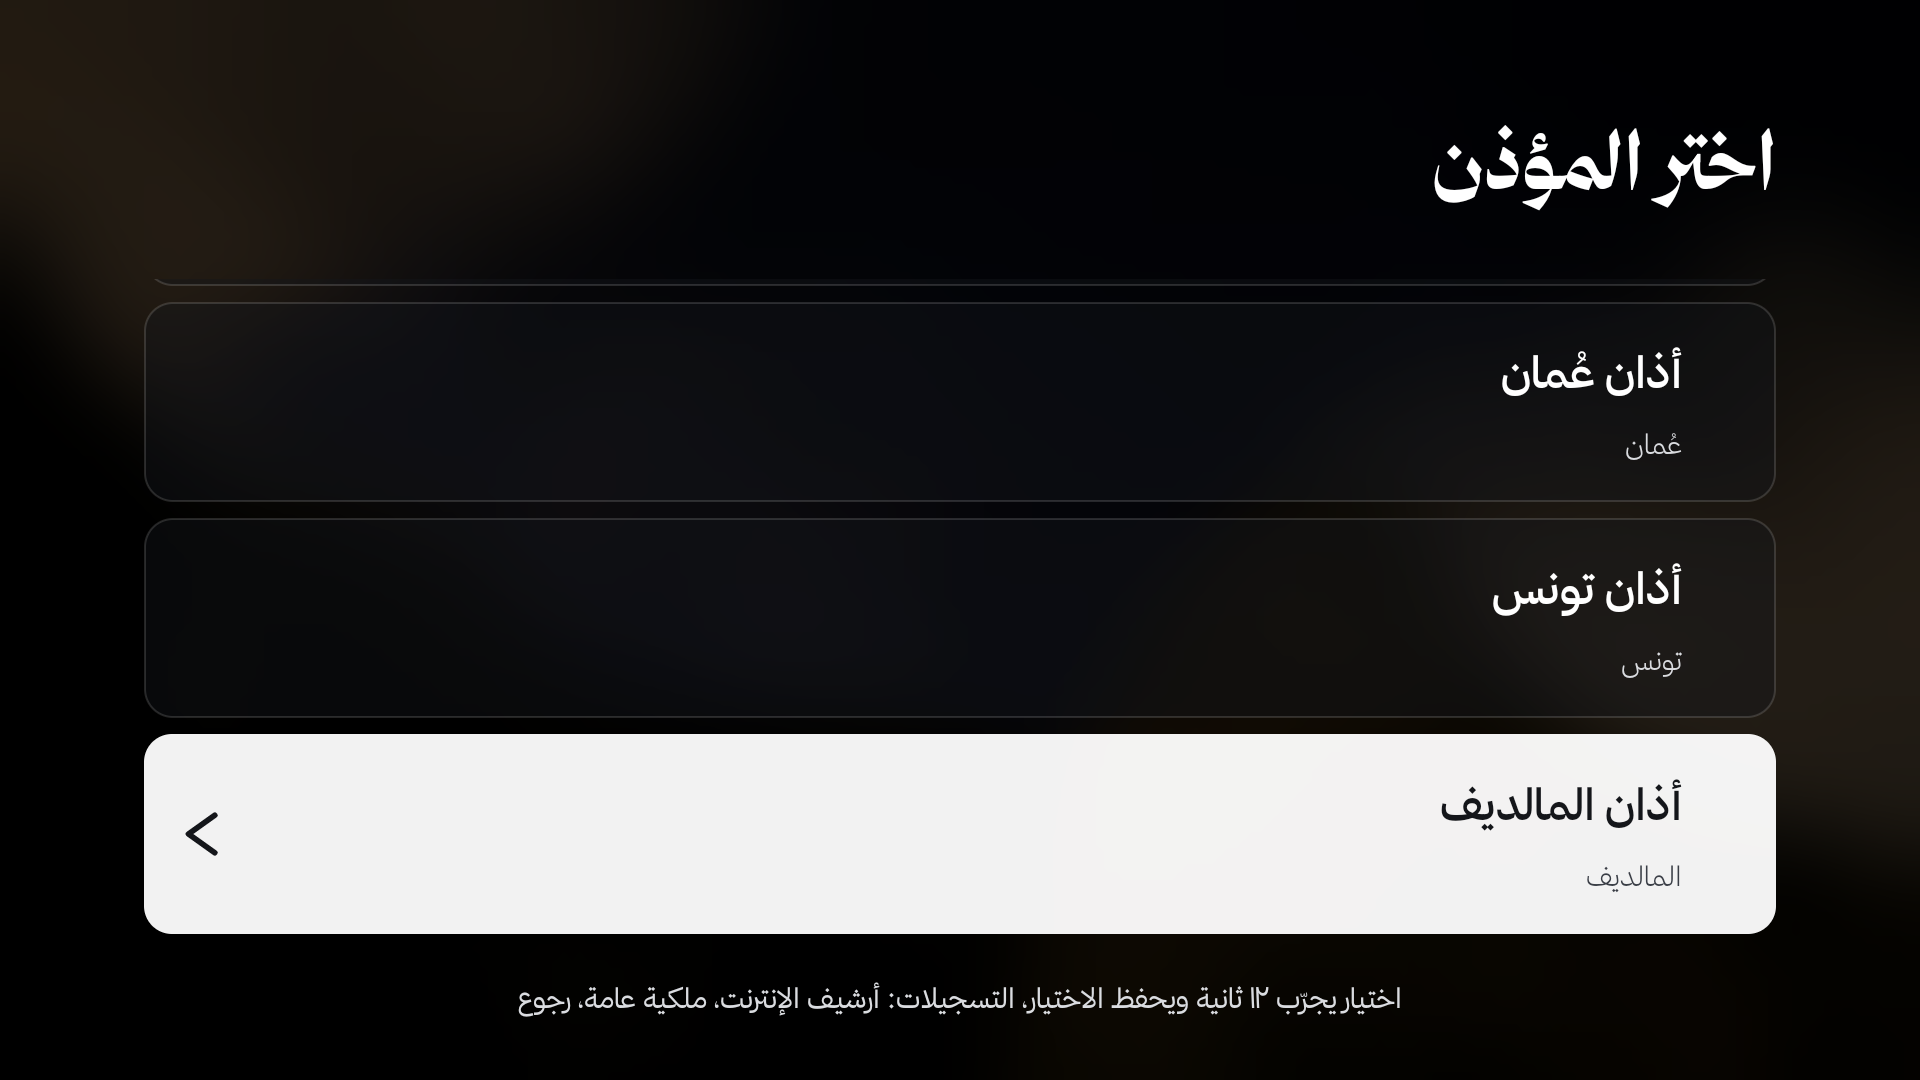 اختر المؤذن
أذان عُمان
عُمان
أذان تونس
تونس
أذان المالديف
المالديف
اختيار يجرّب ١٢ ثانية ويحفظ الاختيار، التسجيلات: أرشيف الإنترنت، ملكية عامة، رجوع